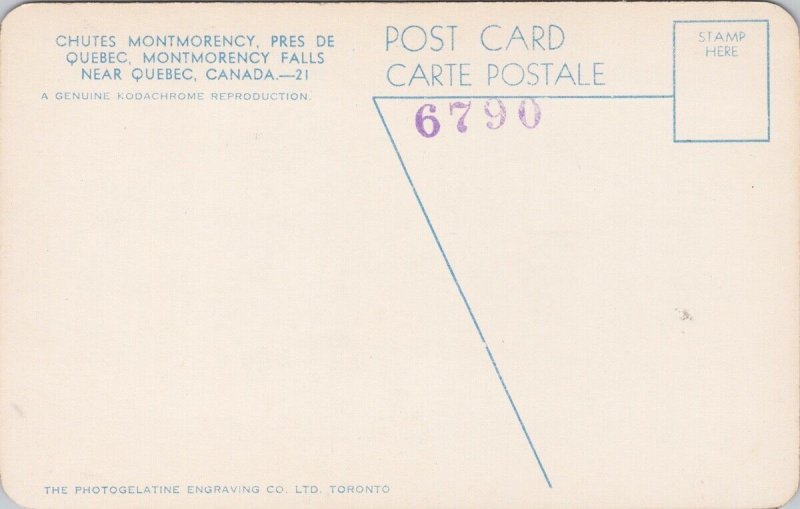 CHUTES MONTMORENCY, PRES DE
QUEBEC, MONTMORENCY FALLS
NEAR QUEBEC, CANADA.—21
A GENUINE KODACHROME REPRODUCTION.
POST CARD
CARTE POSTALE
STAMP
HERE
6790
THE PHOTOGELATINE ENGRAVING CO. LTD. TORONTO